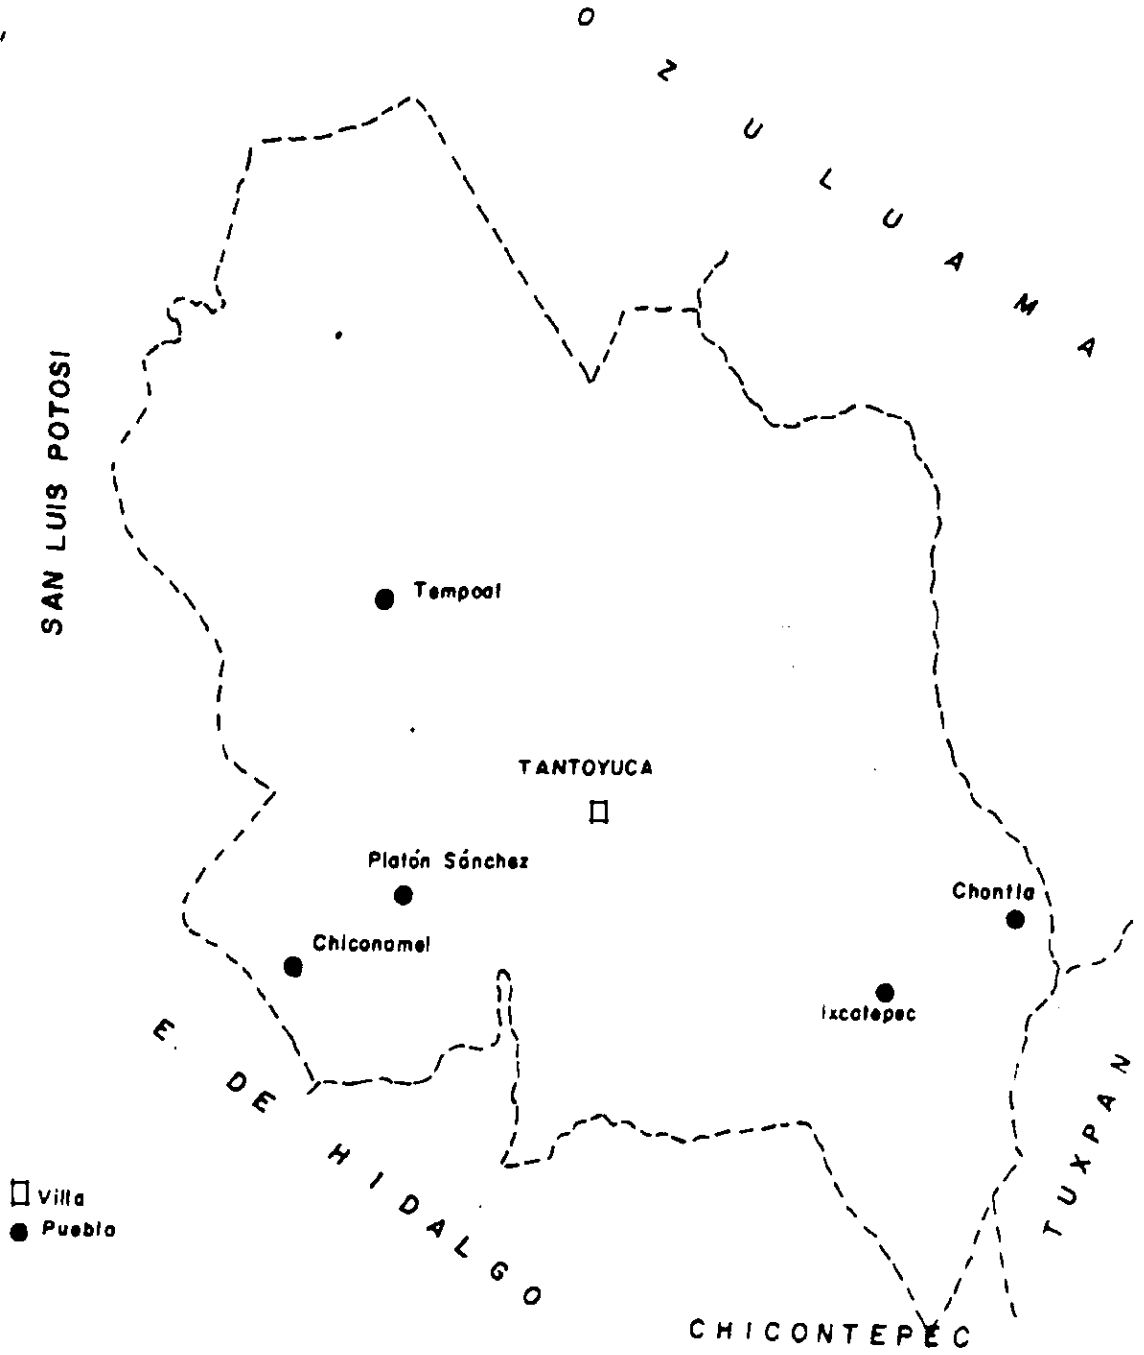 OZULUAMA
SAN LUIS POTOSI
Tempoal
TANTOYUCA
Platón Sánchez
Chontla
Chiconamel
Ixcatepec
E. DE HIDALGO
TUXPAN
Villa
Pueblo
CHICONTEPEC